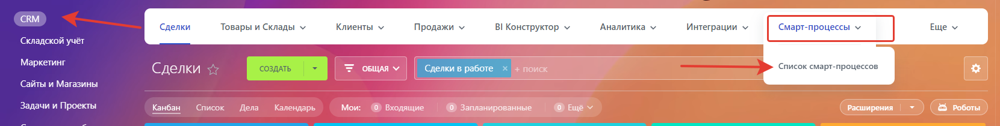 CRM
Складской учёт
Маркетинг
Сайты и Магазины
Задачи и Проекты
Сделки Товары и Склады Клиенты Продажи BI Конструктор Аналитика Интеграции Смарт-процессы Еще
Список смарт-процессов
Сделки СОЗДАТЬ ОБЩАЯ Сделки в работе × + поиск
Канбан Список Дела Календарь Мои: 0 Входящие 0 Запланированные 0 Ещё Расширения Роботы